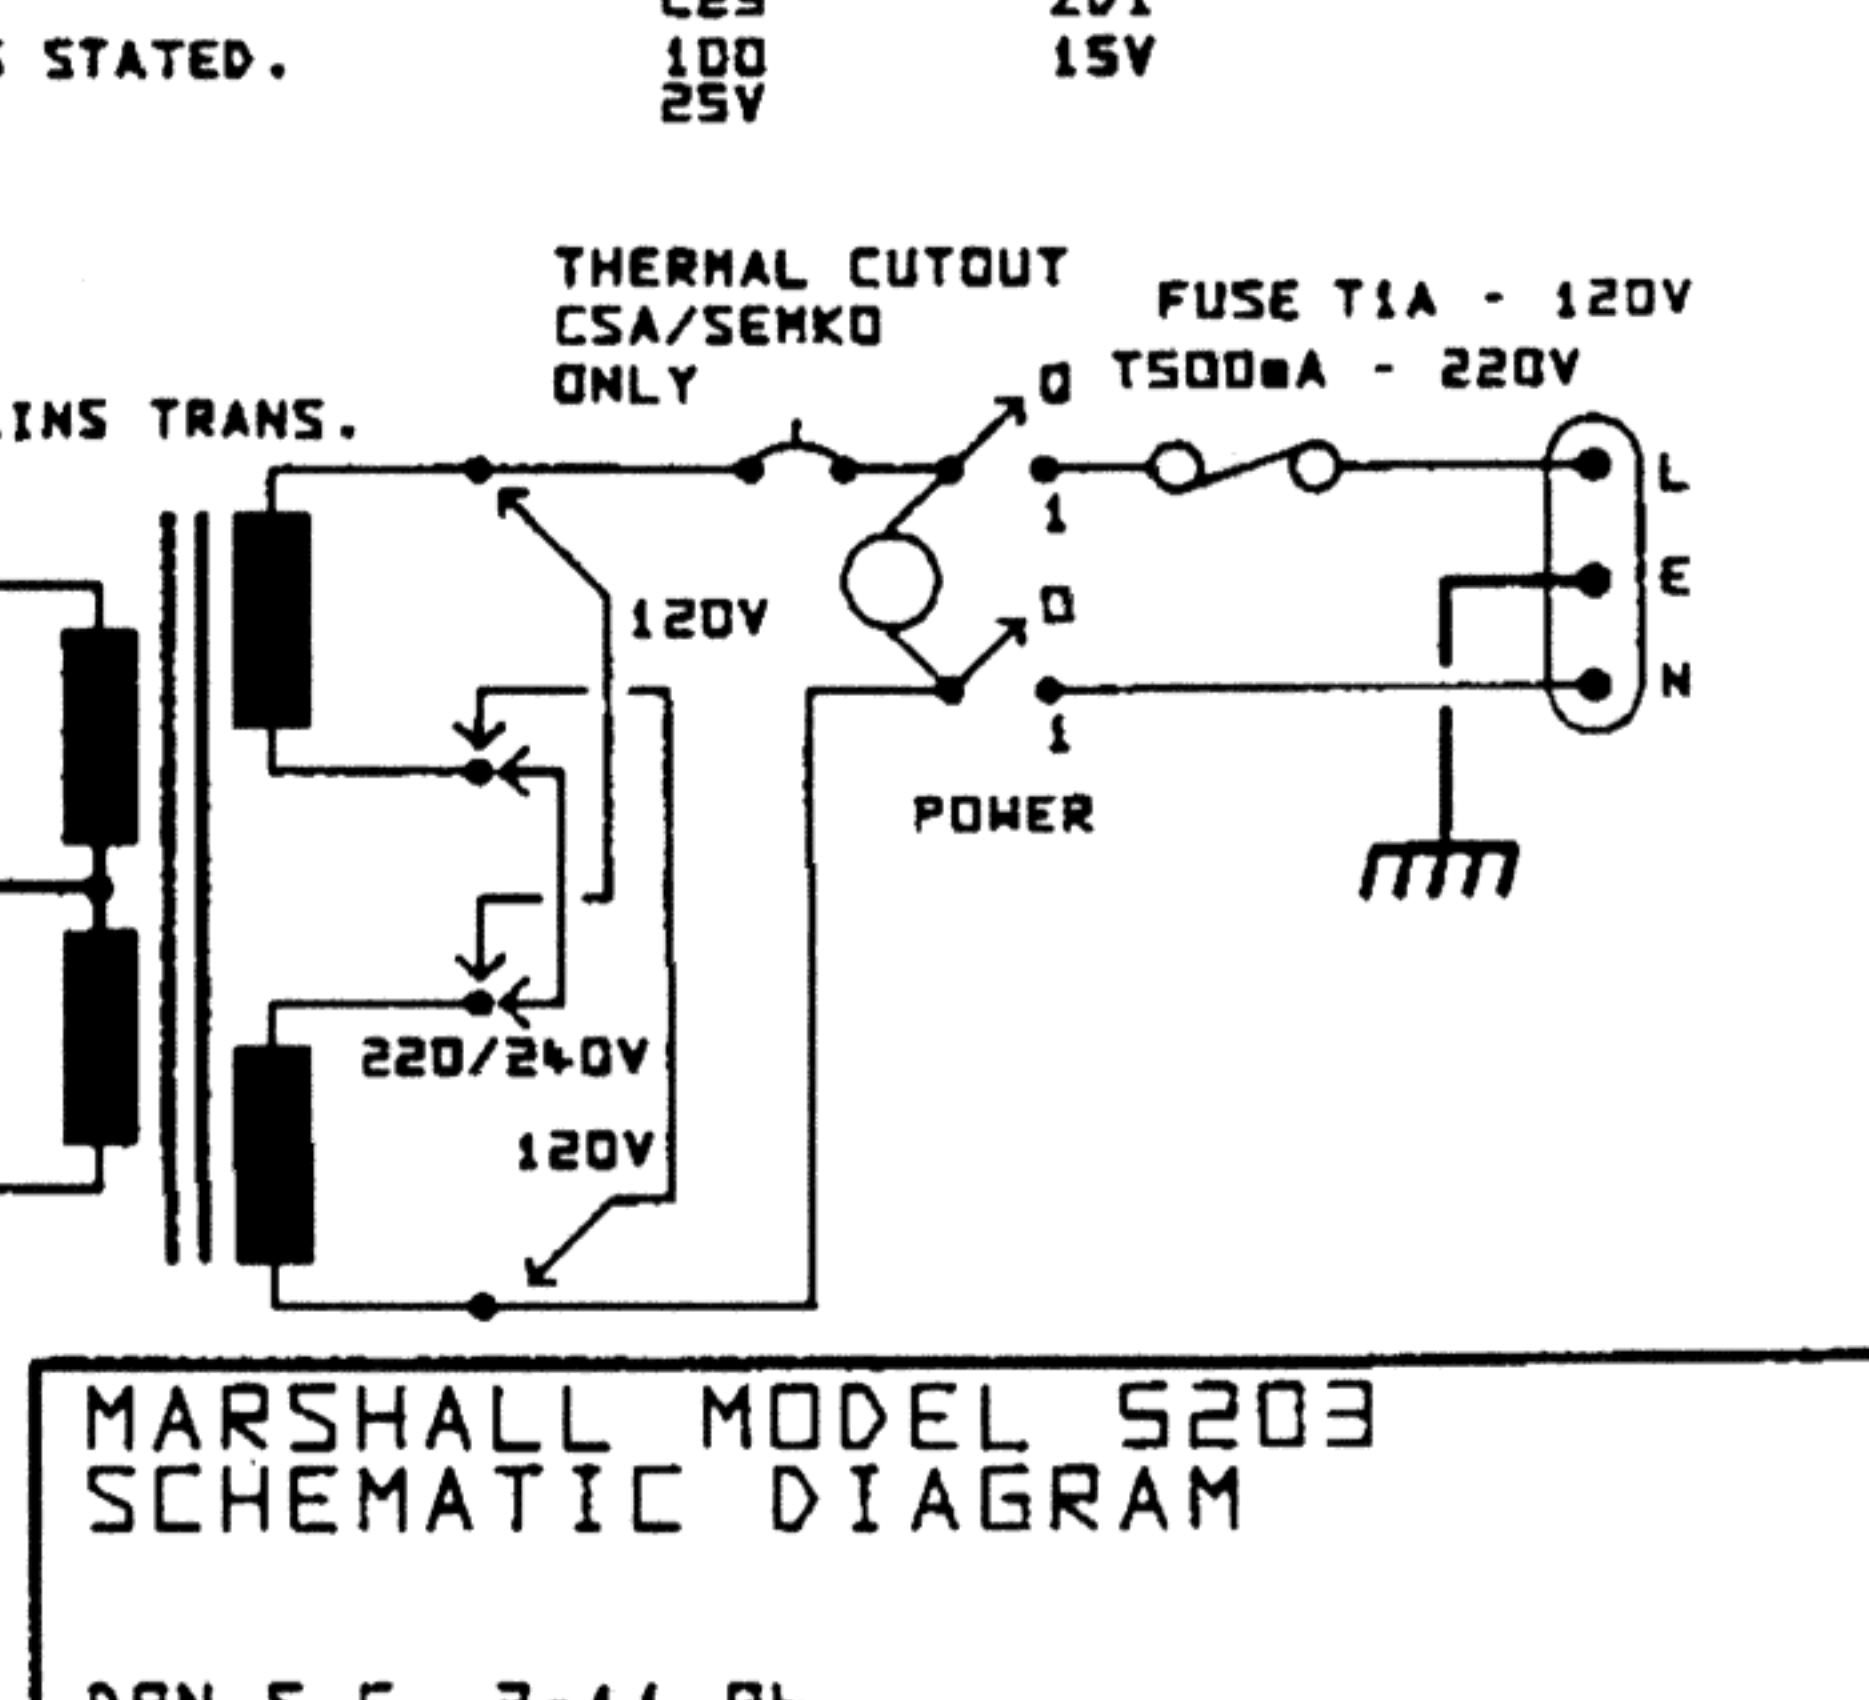 STATED.
100
25V
15V
THERMAL CUTOUT
CSA/SEMKO
ONLY
FUSE T1A - 120V
T500mA - 220V
TRANS.
0
L
1
E
120V
0
N
1
POWER
220/240V
120V
MARSHALL MODEL 5203
SCHEMATIC DIAGRAM